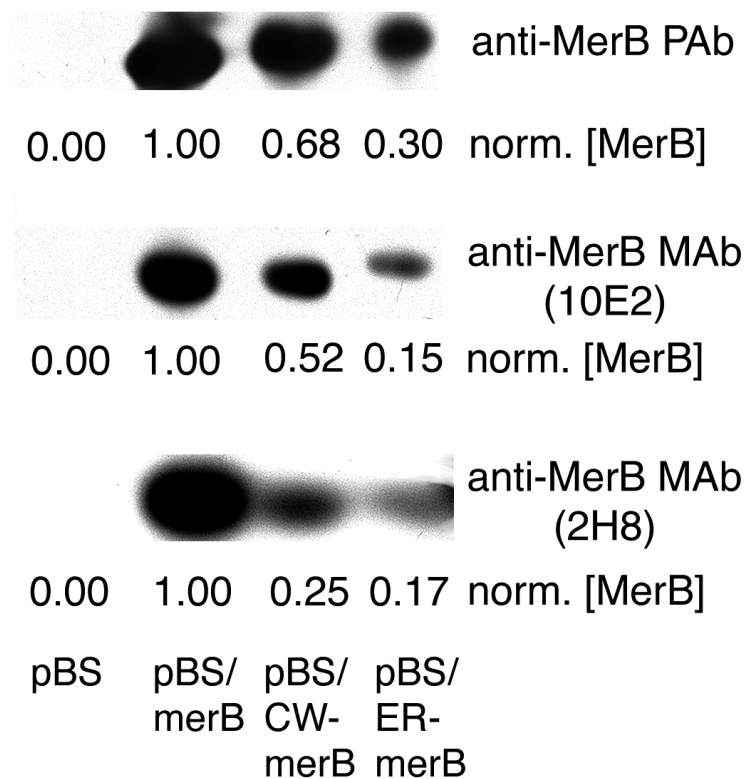 anti-MerB PAb
0.00 1.00 0.68 0.30 norm. [MerB]
anti-MerB MAb
(10E2)
0.00 1.00 0.52 0.15 norm. [MerB]
anti-MerB MAb
(2H8)
0.00 1.00 0.25 0.17 norm. [MerB]
pBS pBS/ pBS/ pBS/
merB CW- ER-
merB merB